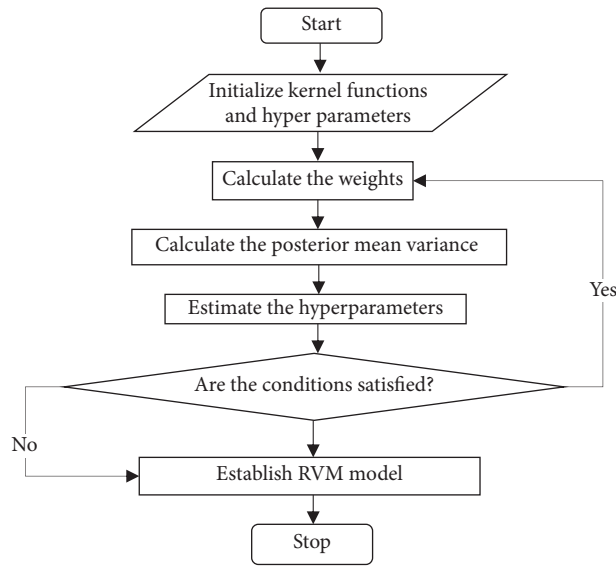 Start
Initialize kernel functions
and hyper parameters
Calculate the weights
Calculate the posterior mean variance
Yes
Estimate the hyperparameters
Are the conditions satisfied?
No
Establish RVM model
Stop